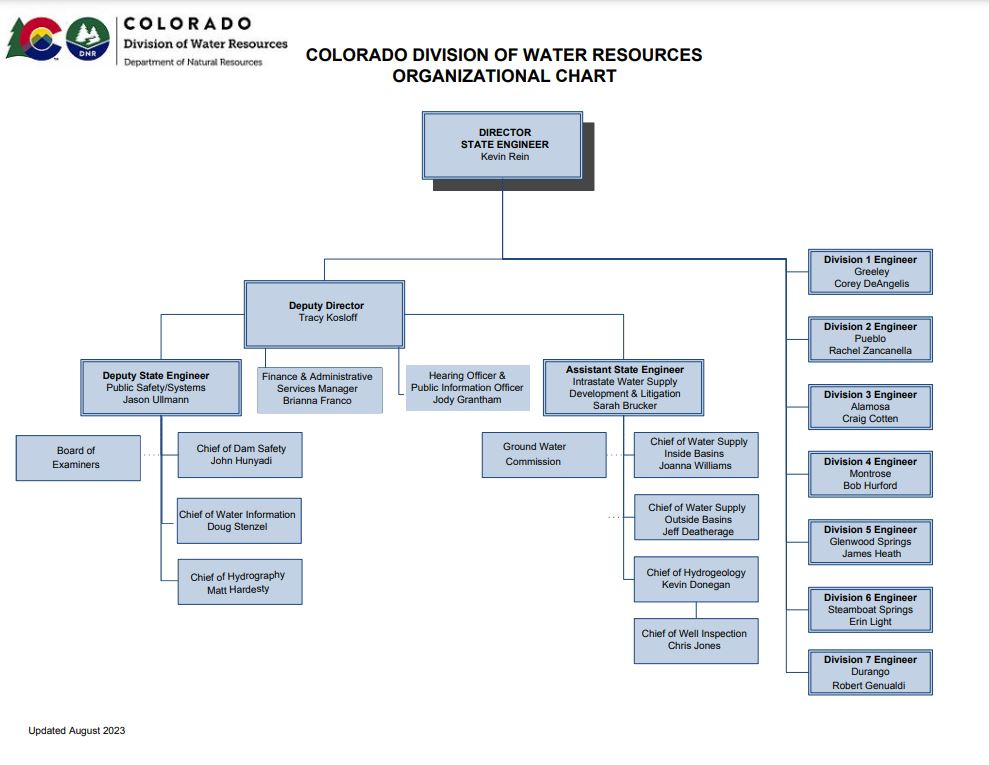 COLORADO
Division of Water Resources
Department of Natural Resources
DNR
COLORADO DIVISION OF WATER RESOURCES
ORGANIZATIONAL CHART
DIRECTOR
STATE ENGINEER
Kevin Rein
Deputy Director
Tracy Kosloff
Deputy State Engineer
Public Safety/Systems
Jason Ullmann
Finance & Administrative
Services Manager
Brianna Franco
Hearing Officer &
Public Information Officer
Jody Grantham
Assistant State Engineer
Intrastate Water Supply
Development & Litigation
Sarah Brucker
Board of
Examiners
Chief of Dam Safety
John Hunyadi
Chief of Water Information
Doug Stenzel
Chief of Hydrography
Matt Hardesty
Ground Water
Commission
Chief of Water Supply
Inside Basins
Joanna Williams
Chief of Water Supply
Outside Basins
Jeff Deatherage
Chief of Hydrogeology
Kevin Donegan
Chief of Well Inspection
Chris Jones
Division 1 Engineer
Greeley
Corey DeAngelis
Division 2 Engineer
Pueblo
Rachel Zancanella
Division 3 Engineer
Alamosa
Craig Cotten
Division 4 Engineer
Montrose
Bob Hurford
Division 5 Engineer
Glenwood Springs
James Heath
Division 6 Engineer
Steamboat Springs
Erin Light
Division 7 Engineer
Durango
Robert Genualdi
Updated August 2023